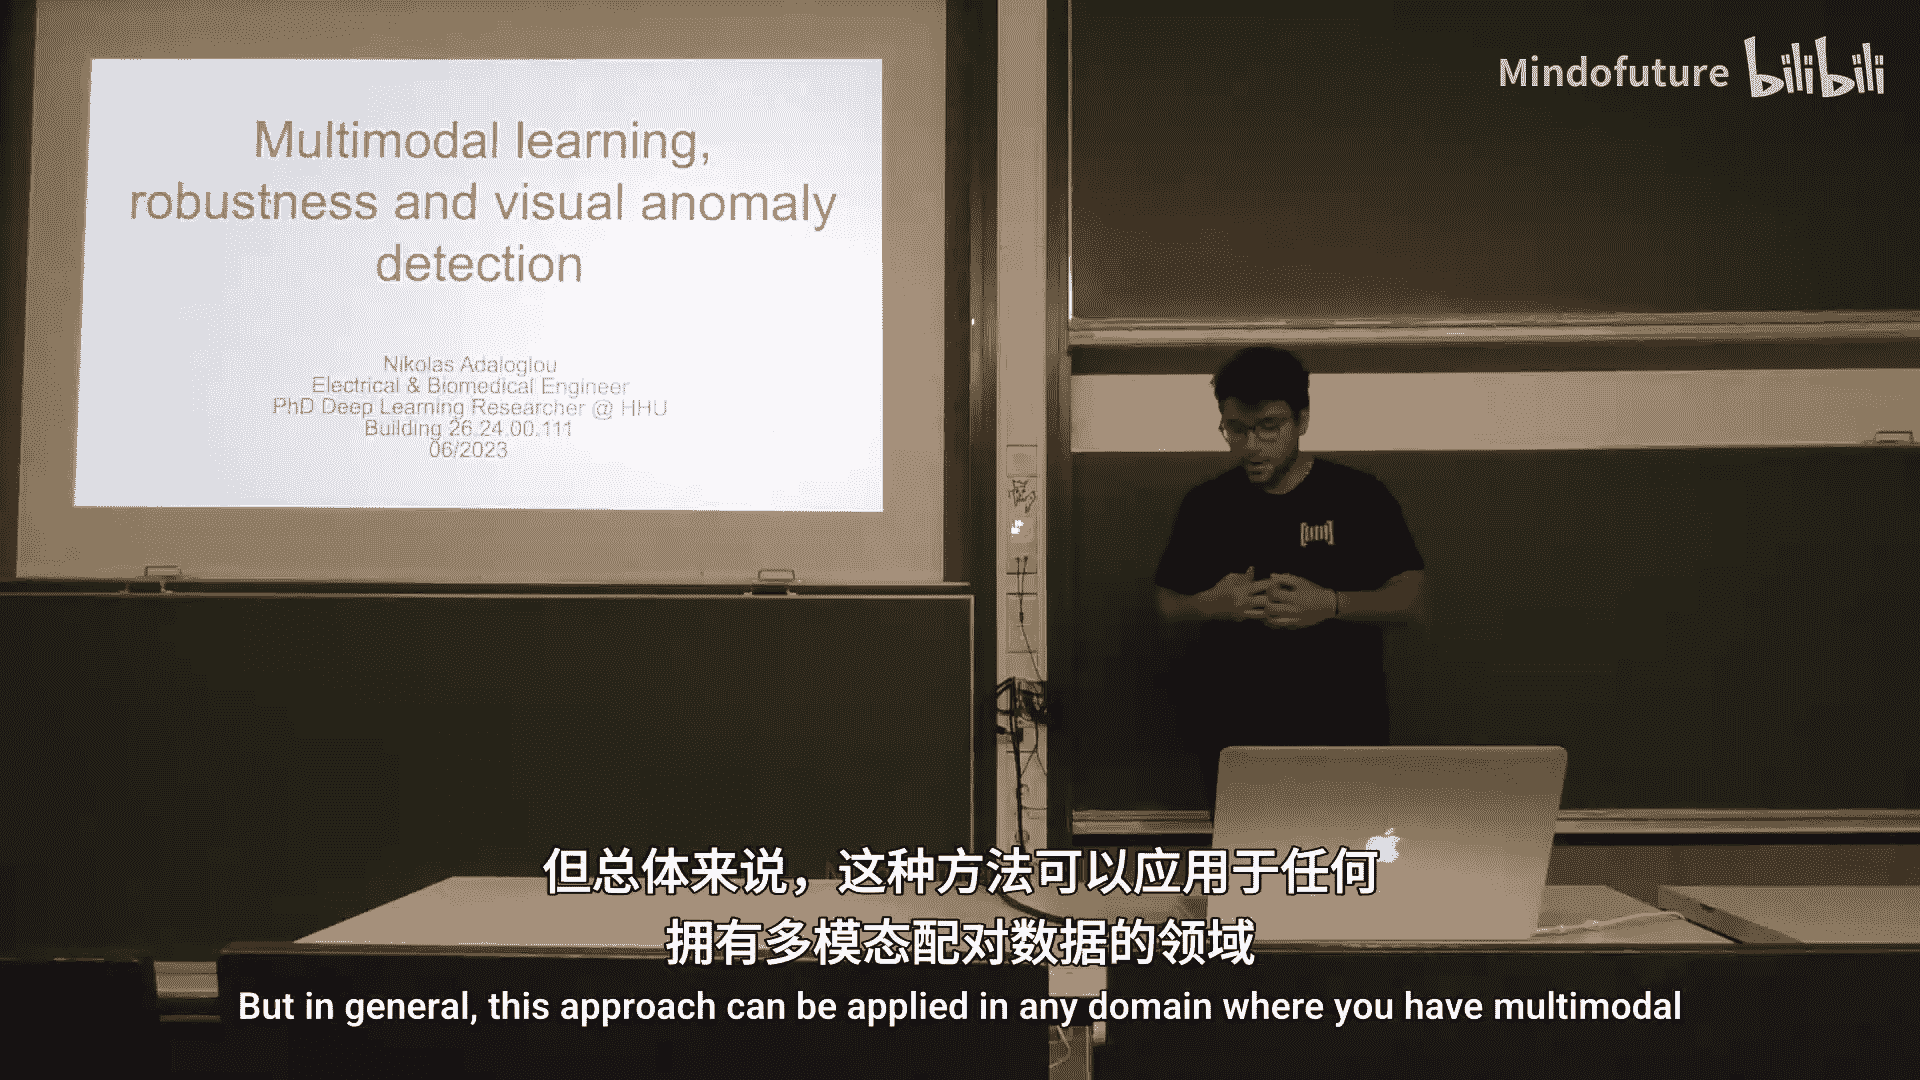 Mindofuture bilibili
Multimodal learning,
robustness and visual anomaly
detection
Nikolas Adaloglou
Electrical & Biomedical Engineer
PhD Deep Learning Researcher @ HHU
Building 26.24.00.111
06/2023
但总体来说，这种方法可以应用于任何
拥有多模态配对数据的领域
But in general, this approach can be applied in any domain where you have multimodal